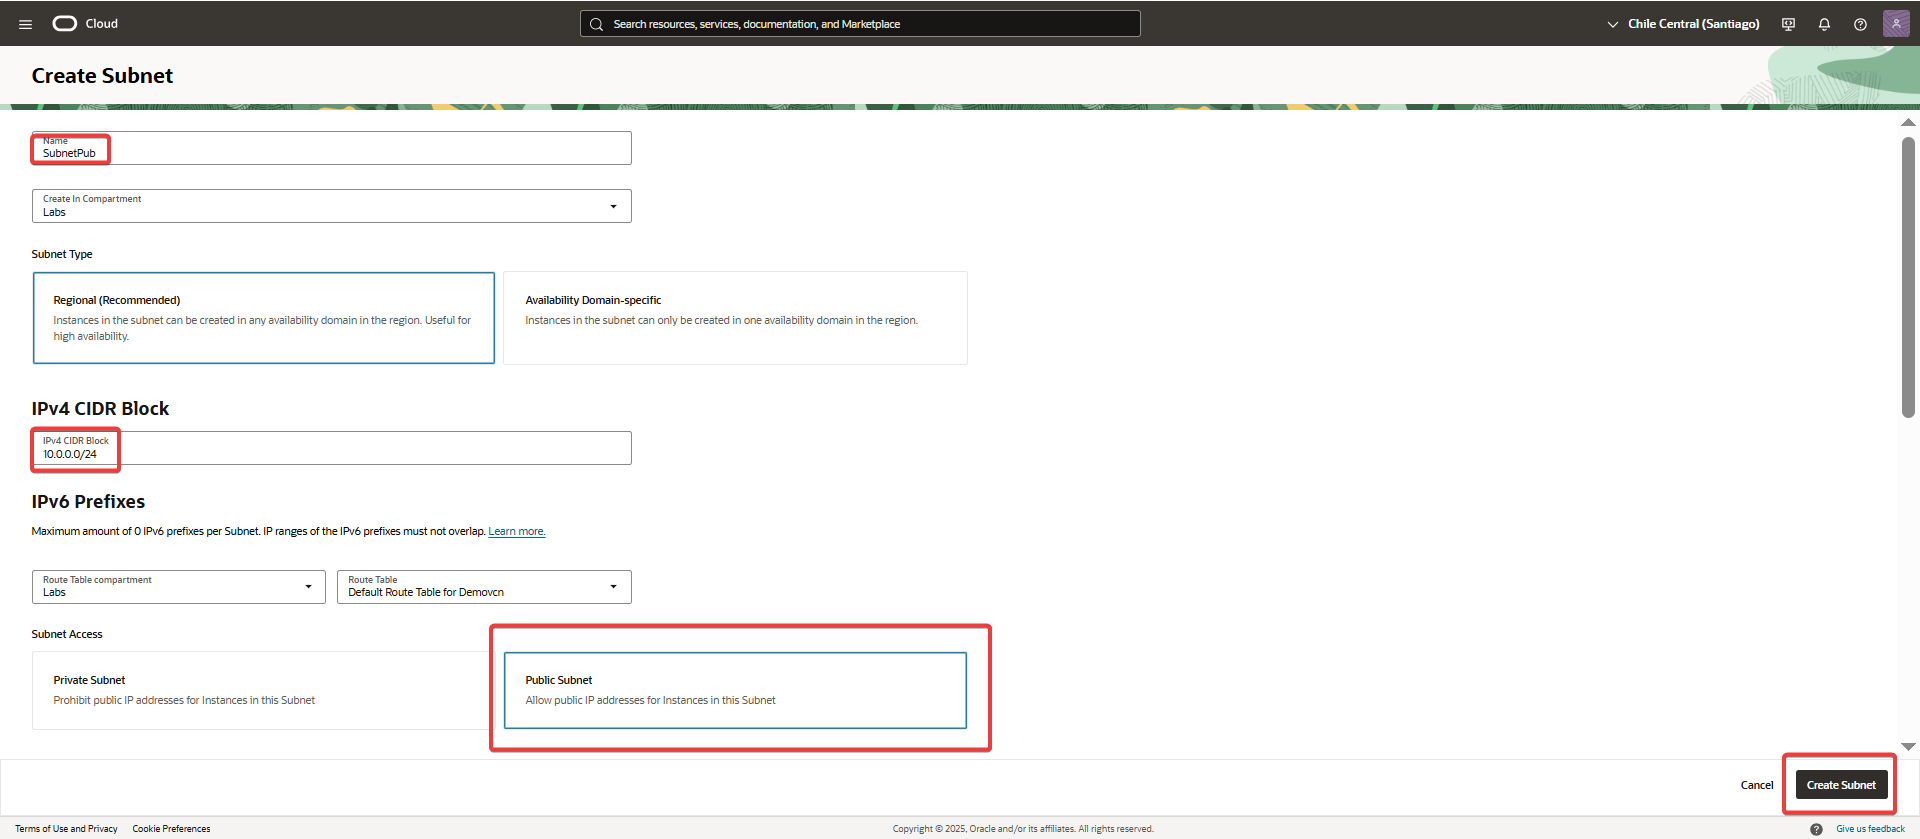 Cloud
Search resources, services, documentation, and Marketplace
Chile Central (Santiago)
Create Subnet
Name
SubnetPub
Create In Compartment
Labs
Subnet Type
Regional (Recommended)
Instances in the subnet can be created in any availability domain in the region. Useful for
high availability.
Availability Domain-specific
Instances in the subnet can only be created in one availability domain in the region.
IPv4 CIDR Block
IPv4 CIDR Block
10.0.0.0/24
IPv6 Prefixes
Maximum amount of 0 IPv6 prefixes per Subnet. IP ranges of the IPv6 prefixes must not overlap. Learn more.
Route Table compartment
Labs
Route Table
Default Route Table for Demovcn
Subnet Access
Private Subnet
Prohibit public IP addresses for Instances in this Subnet
Public Subnet
Allow public IP addresses for Instances in this Subnet
Cancel
Create Subnet
Terms of Use and Privacy
Cookie Preferences
Copyright © 2025, Oracle and/or its affiliates. All rights reserved.
Give us feedback